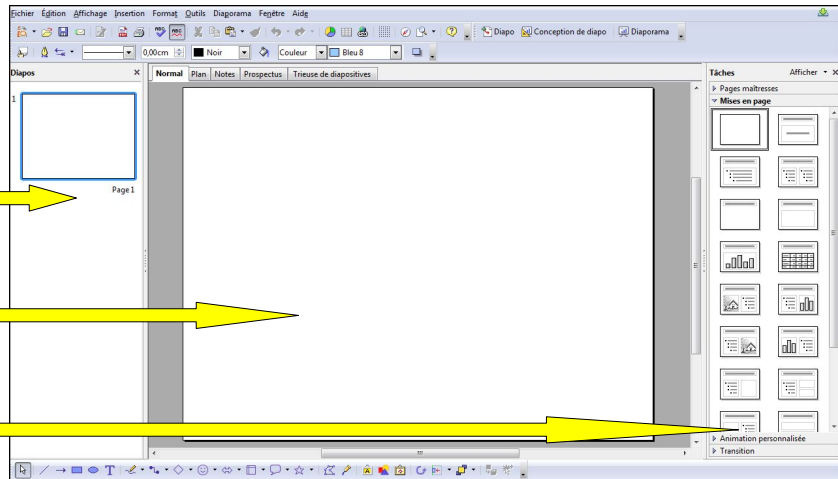 Fichier Édition Affichage Insertion Format Outils Diaporama Fenêtre Aide
Diapo Conception de diapo Diaporama
0,00cm Noir Couleur Bleu 8
Diapos
Normal Plan Notes Prospectus Trieuse de diapositives
Tâches Afficher
Pages maîtresses
Mises en page
1
Page 1
Animation personnalisée
Transition